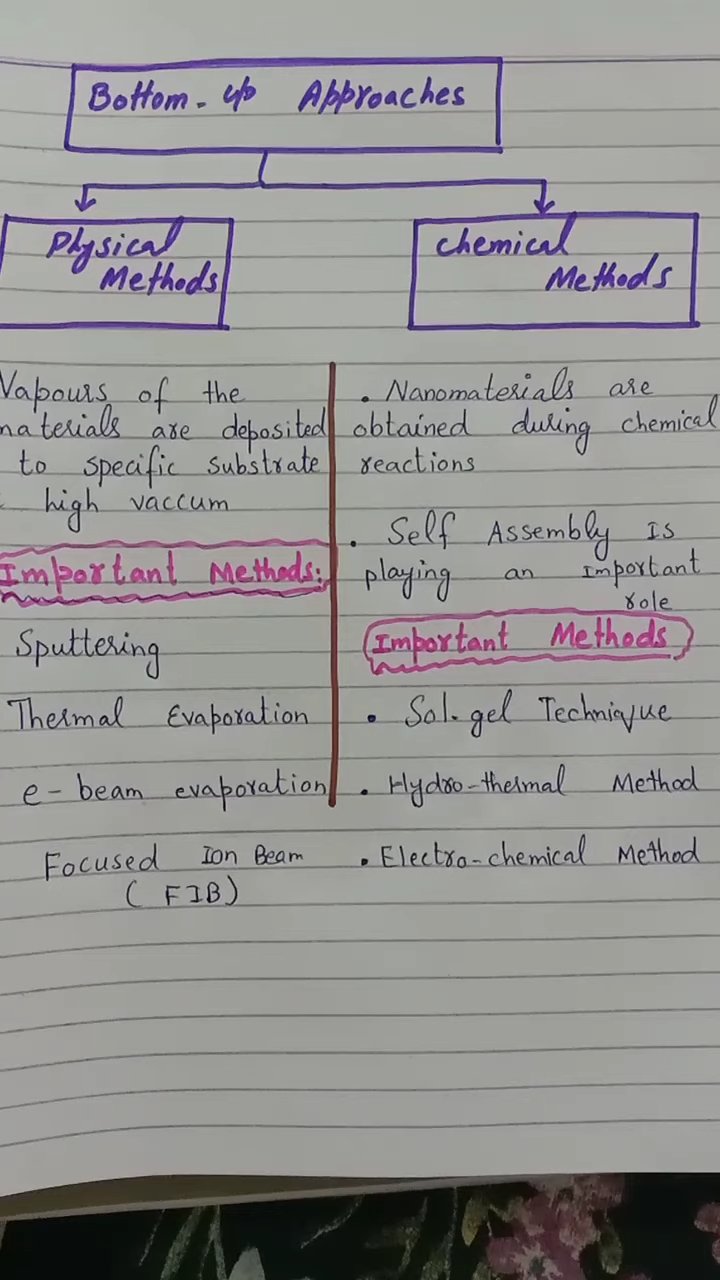 Bottom-up Approaches
Physical
Methods
Chemical
Methods
Vapours of the
materials are deposited
to specific substrate
high vaccum
Important Methods:
Sputtering
Thermal Evaporation
e-beam evaporation
Focused Ion Beam
(FIB)
• Nanomaterials are
obtained during chemical
reactions
• Self Assembly Is
playing an Important
role
Important Methods
• Sol-gel Technique
• Hydro-thermal Method
• Electro-chemical Method